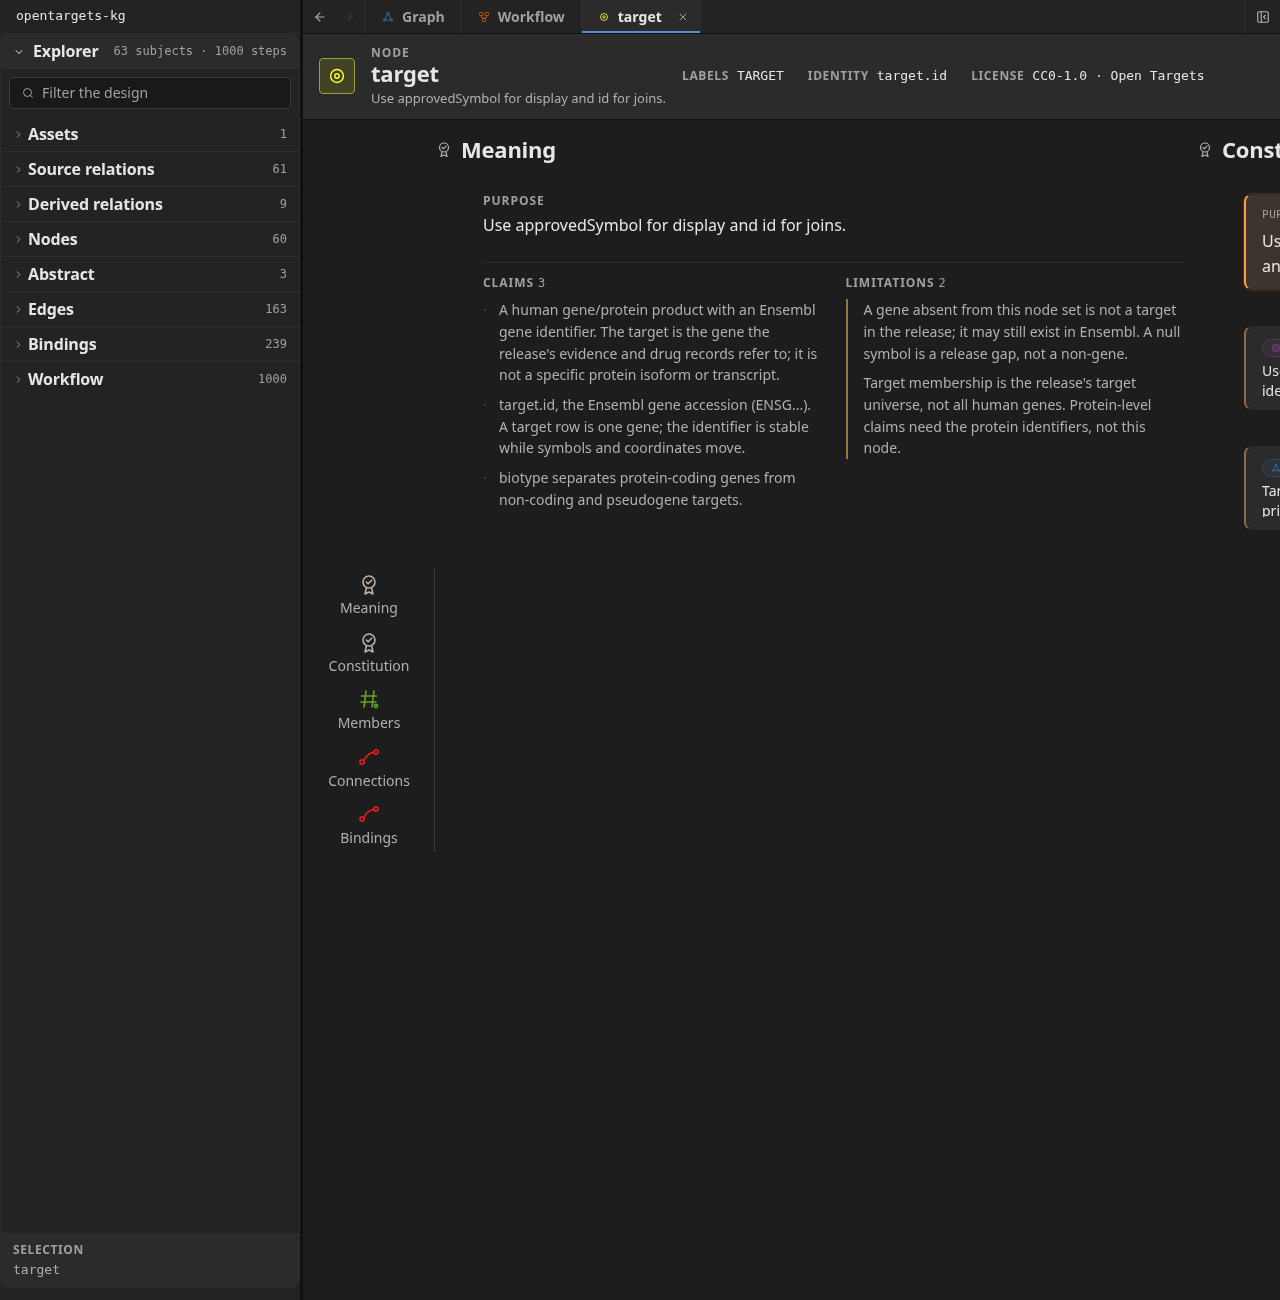 opentargets-kg
Graph
Workflow
target
Explorer
63 subjects · 1000 steps
Filter the design
Assets
1
Source relations
61
Derived relations
9
Nodes
60
Abstract
3
Edges
163
Bindings
239
Workflow
1000
SELECTION
target
NODE
target
Use approvedSymbol for display and id for joins.
LABELS TARGET
IDENTITY target.id
LICENSE CC0-1.0 · Open Targets
Meaning
PURPOSE
Use approvedSymbol for display and id for joins.
CLAIMS 3
· A human gene/protein product with an Ensembl
gene identifier. The target is the gene the
release's evidence and drug records refer to; it is
not a specific protein isoform or transcript.
· target.id, the Ensembl gene accession (ENSG…).
A target row is one gene; the identifier is stable
while symbols and coordinates move.
· biotype separates protein-coding genes from
non-coding and pseudogene targets.
LIMITATIONS 2
A gene absent from this node set is not a target
in the release; it may still exist in Ensembl. A null
symbol is a release gap, not a non-gene.
Target membership is the release's target
universe, not all human genes. Protein-level
claims need the protein identifiers, not this
node.
Const
PUR
Us
an
Use
ide
Tar
pri
Meaning
Constitution
Members
Connections
Bindings